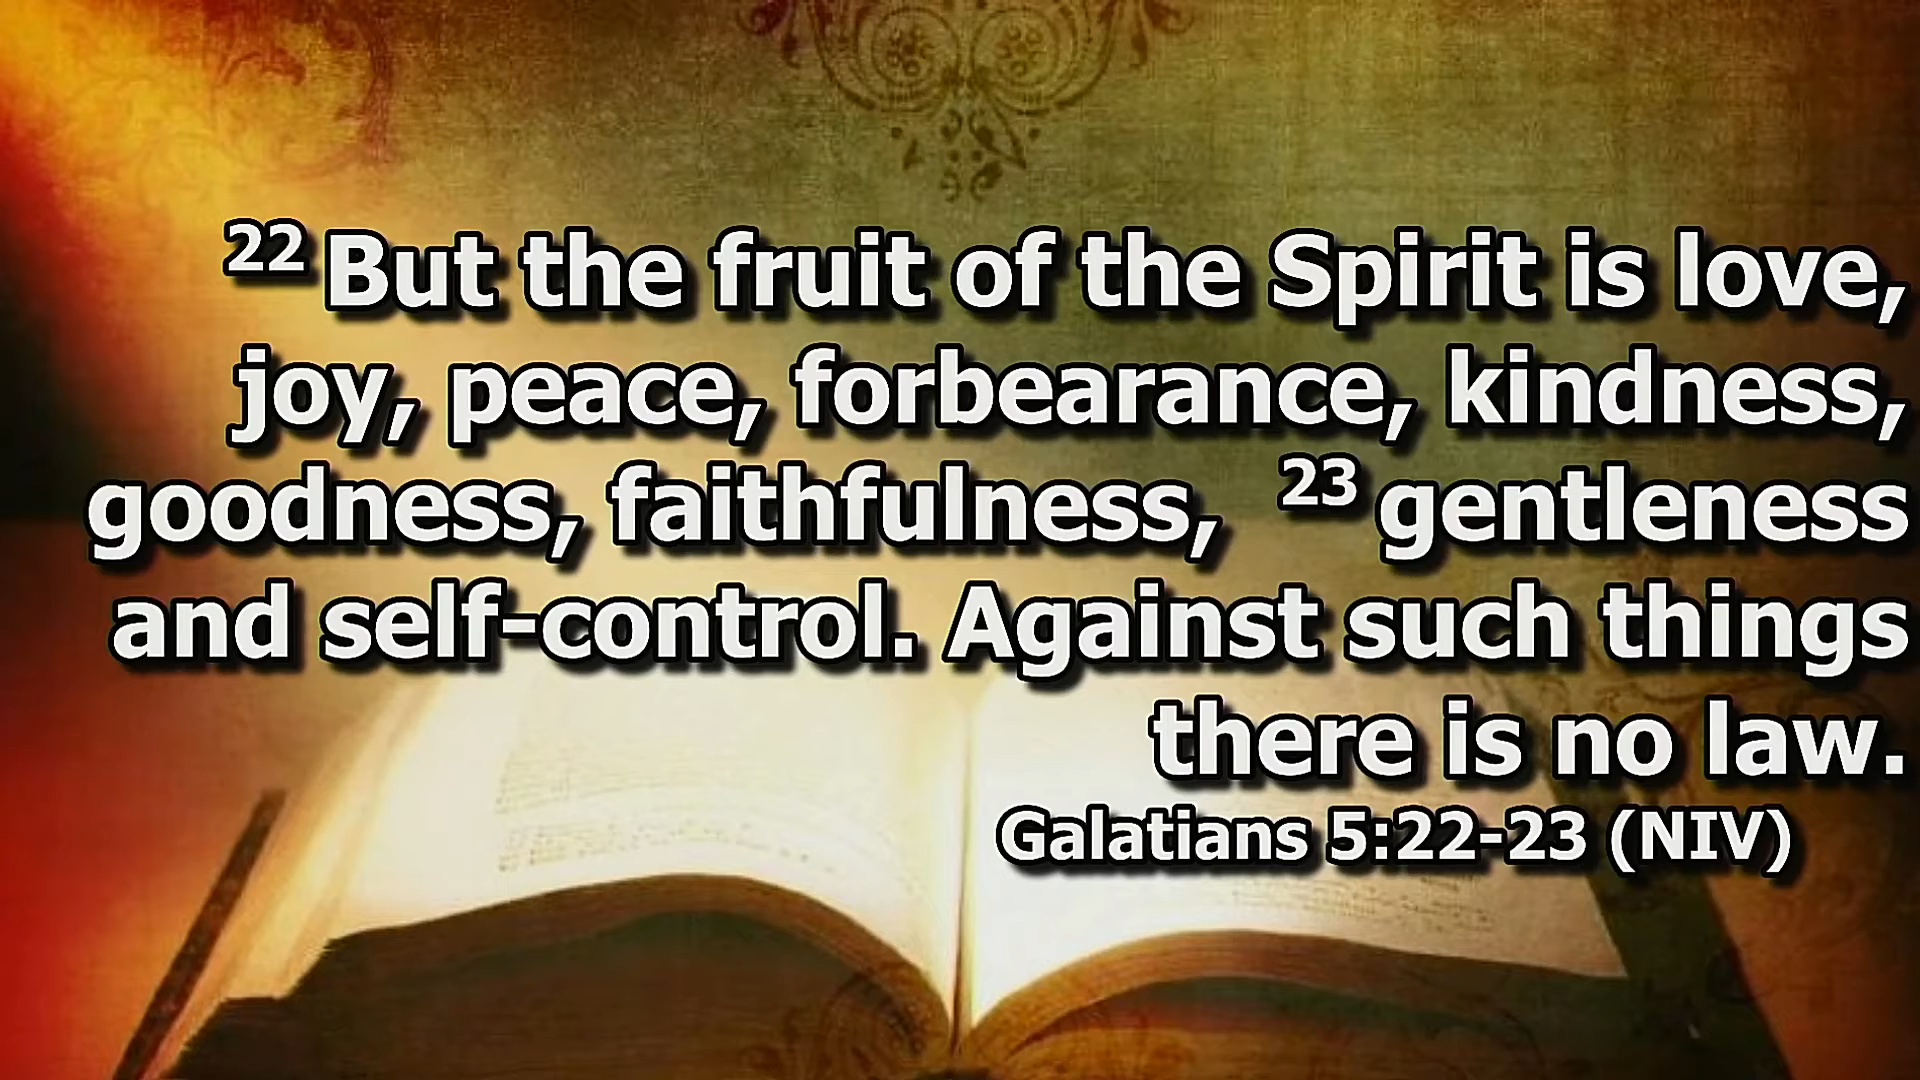 22 But the fruit of the Spirit is love,
joy, peace, forbearance, kindness,
goodness, faithfulness, 23 gentleness
and self-control. Against such things
there is no law.
Galatians 5:22-23 (NIV)